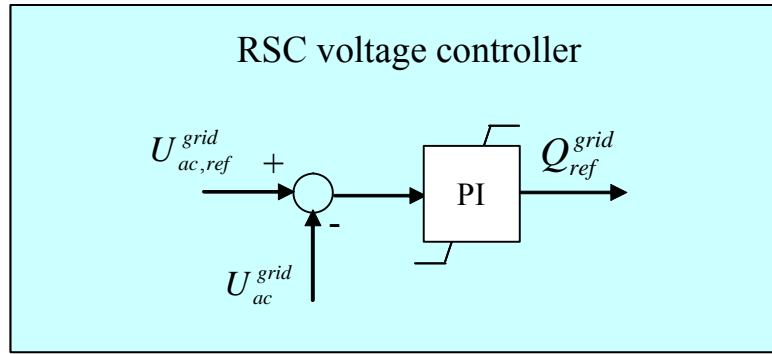 RSC voltage controller
U_{ac,ref}^{grid}
+
PI
Q_{ref}^{grid}
-
U_{ac}^{grid}